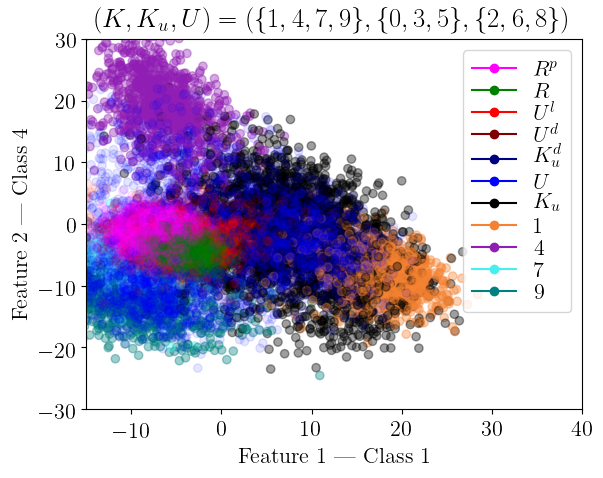 (K, K_u, U) = ({1, 4, 7, 9}, {0, 3, 5}, {2, 6, 8})
30
20
10
0
−10
−20
−30
Feature 2 — Class 4
R^p
R
U^l
U^d
K_u^d
U
K_u
1
4
7
9
−10 0 10 20 30 40
Feature 1 — Class 1